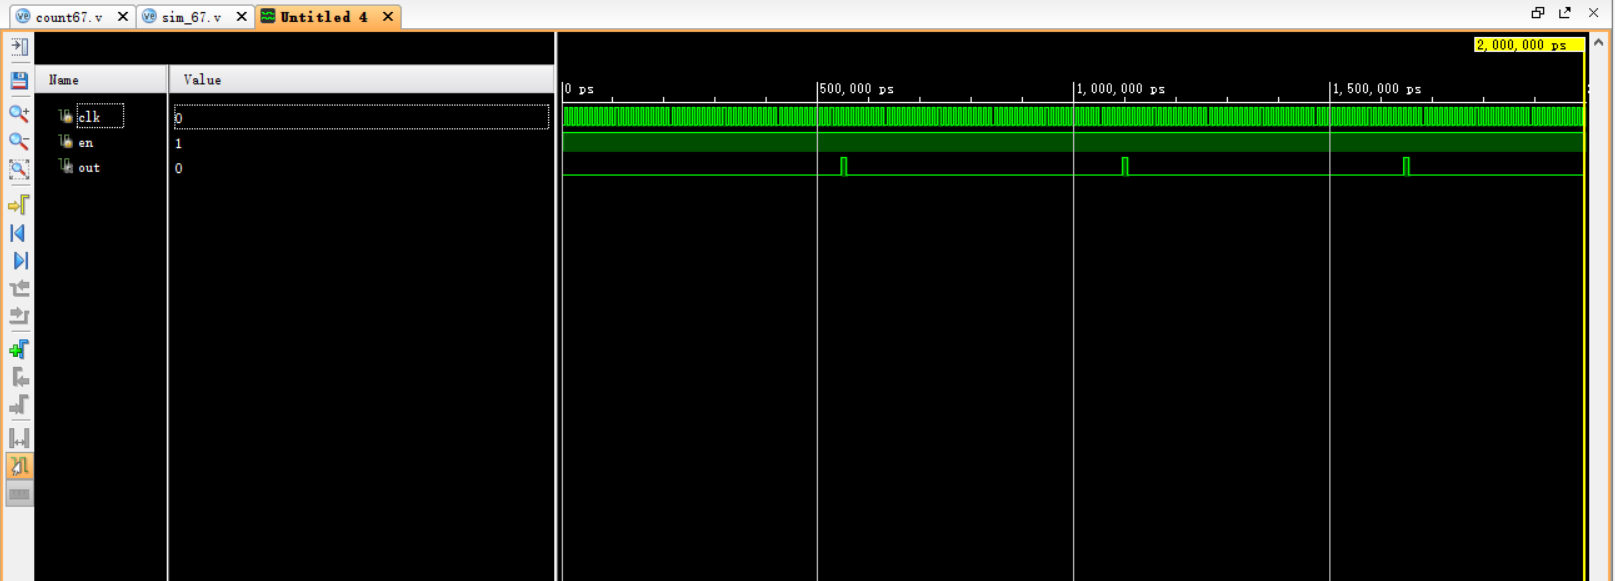 count67.v sim_67.v Untitled 4
2,000,000 ps
Name Value
0 ps 500,000 ps 1,000,000 ps 1,500,000 ps
clk 0
en 1
out 0